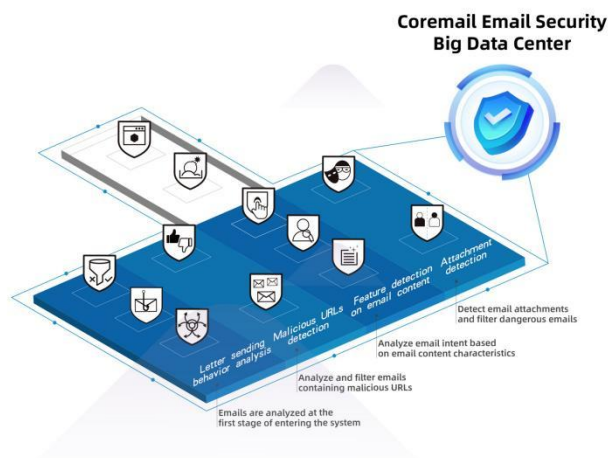 Coremail Email Security
Big Data Center
Letter sending
behavior analysis
Malicious URLs
detection
Feature detection
on email content
Attachment
detection
Detect email attachments
and filter dangerous emails
Analyze email intent based
on email content characteristics
Analyze and filter emails
containing malicious URLs
Emails are analyzed at the
first stage of entering the system